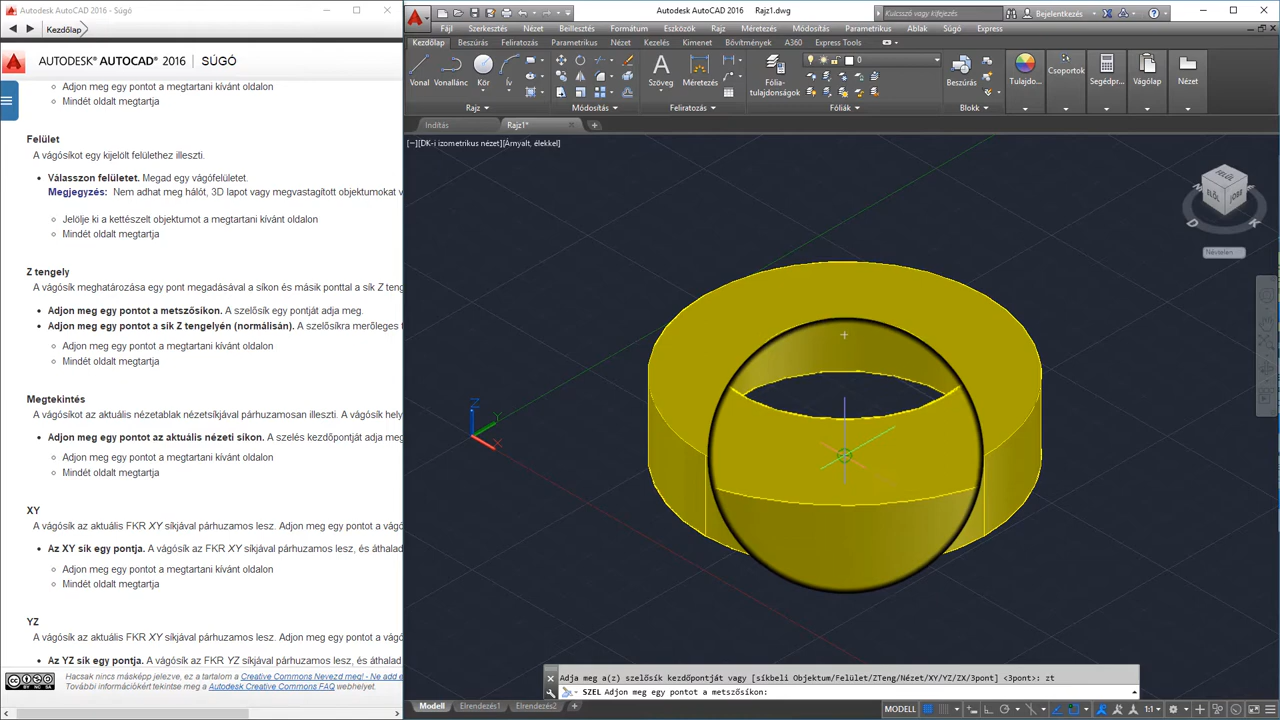 Autodesk AutoCAD 2016 - Súgó
Kezdőlap
AUTODESK® AUTOCAD® 2016 SÚGÓ
Adjon meg egy pontot a megtartani kívánt oldalon
Mindét oldalt megtartja
Felület
A vágósíkot egy kijelölt felülethez illeszti.
Válasszon felületet. Megad egy vágófelületet.
Megjegyzés: Nem adhat meg hálót, 3D lapot vagy megvastagított objektumokat v
Jelölje ki a kettészelt objektumot a megtartani kívánt oldalon
Mindét oldalt megtartja
Z tengely
A vágósík meghatározása egy pont megadásával a síkon és másik ponttal a sík Z teng
Adjon meg egy pontot a metszősíkon. A szelősík egy pontját adja meg.
Adjon meg egy pontot a sík Z tengelyén (normálisán). A szelősíkra merőleges t
Adjon meg egy pontot a megtartani kívánt oldalon
Mindét oldalt megtartja
Megtekintés
A vágósíkot az aktuális nézetablak nézetsíkjával párhuzamosan illeszti. A vágósík hely
Adjon meg egy pontot az aktuális nézeti síkon. A szelés kezdőpontját adja meg
Adjon meg egy pontot a megtartani kívánt oldalon
Mindét oldalt megtartja
XY
A vágósík az aktuális FKR XY síkjával párhuzamos lesz. Adjon meg egy pontot a vágó
Az XY sík egy pontja. A vágósík az FKR XY síkjával párhuzamos lesz, és áthalad
Adjon meg egy pontot a megtartani kívánt oldalon
Mindét oldalt megtartja
YZ
A vágósík az aktuális FKR XY síkjával párhuzamos lesz. Adjon meg egy pontot a vágó
Az YZ sík egy pontja. A vágósík az FKR YZ síkjával párhuzamos lesz, és áthalad
Hacsak nincs másképp jelezve, ez a tartalom a Creative Commons Nevezd meg! - Ne add e
További információkért tekintse meg a Autodesk Creative Commons FAQ webhelyet.
Autodesk AutoCAD 2016 Rajz1.dwg
Kulcsszó vagy kifejezés
Bejelentkezés
Fájl Szerkesztés Nézet Beillesztés Formátum Eszközök Rajz Méretezés Módosítás Parametrikus Ablak Súgó Express
Kezdőlap Beszúrás Feliratozás Parametrikus Nézet Kezelés Kimenet Bővítmények A360 Express Tools
Vonal Vonallánc Kör Ív
Szöveg Méretezés
Fólia-
tulajdonságok
0
Beszúrás
Tulajdo...
Csoportok
Segédpr...
Vágólap
Nézet
Rajz Módosítás Feliratozás Fóliák Blokk
Indítás Rajz1*
[−][DK-i izometrikus nézet][Árnyalt, élekkel]
ELÖL
JOBB
D
K
Névtelen
Z
Y
X
Adja meg a(z) szelősík kezdőpontját vagy [síkbeli Objektum/Felület/ZTeng/Nézet/XY/YZ/ZX/3pont] <3pont>: zt
SZEL Adjon meg egy pontot a metszősíkon:
Modell Elrendezés1 Elrendezés2
MODELL
1:1